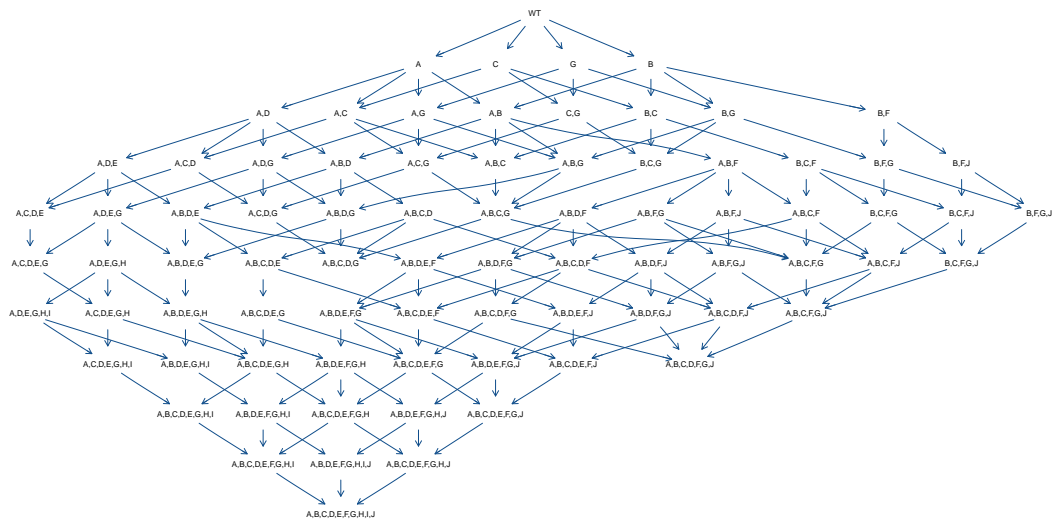 WT
A C G B
A,D A,C A,G A,B C,G B,C B,G B,F
A,D,E A,C,D A,D,G A,B,D A,C,G A,B,C A,B,G B,C,G A,B,F B,C,F B,F,G B,F,J
A,C,D,E A,D,E,G A,B,D,E A,C,D,G A,B,D,G A,B,C,D A,B,C,G A,B,D,F A,B,F,G A,B,F,J A,B,C,F B,C,F,G B,C,F,J B,F,G,J
A,C,D,E,G A,D,E,G,H A,B,D,E,G A,B,C,D,E A,B,C,D,G A,B,D,E,F A,B,D,F,G A,B,C,D,F A,B,D,F,J A,B,F,G,J A,B,C,F,G A,B,C,F,J B,C,F,G,J
A,D,E,G,H,I A,C,D,E,G,H A,B,D,E,G,H A,B,C,D,E,G A,B,D,E,F,G A,B,C,D,E,F A,B,C,D,F,G A,B,D,E,F,J A,B,D,F,G,J A,B,C,D,F,J A,B,C,F,G,J
A,C,D,E,G,H,I A,B,D,E,G,H,I A,B,C,D,E,G,H A,B,D,E,F,G,H A,B,C,D,E,F,G A,B,D,E,F,G,J A,B,C,D,E,F,J A,B,C,D,F,G,J
A,B,C,D,E,G,H,I A,B,D,E,F,G,H,I A,B,C,D,E,F,G,H A,B,D,E,F,G,H,J A,B,C,D,E,F,G,J
A,B,C,D,E,F,G,H,I A,B,D,E,F,G,H,I,J A,B,C,D,E,F,G,H,J
A,B,C,D,E,F,G,H,I,J